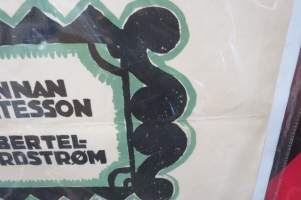 NNAN
TESSON
BERTEL-
RDSTRØM